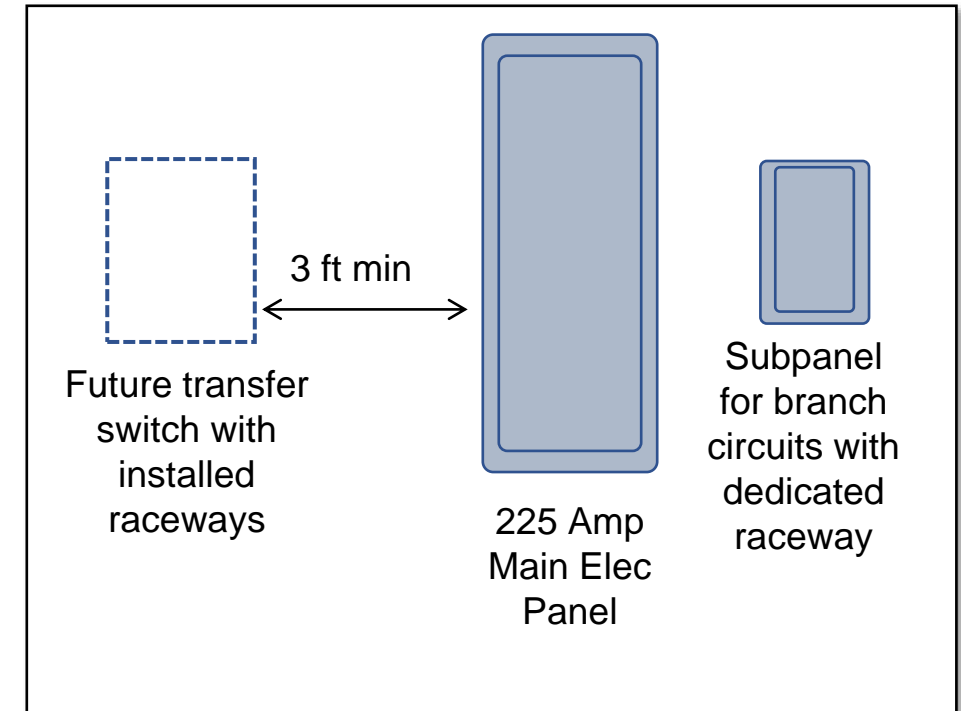 3 ft min
Future transfer
switch with
installed
raceways
225 Amp
Main Elec
Panel
Subpanel
for branch
circuits with
dedicated
raceway